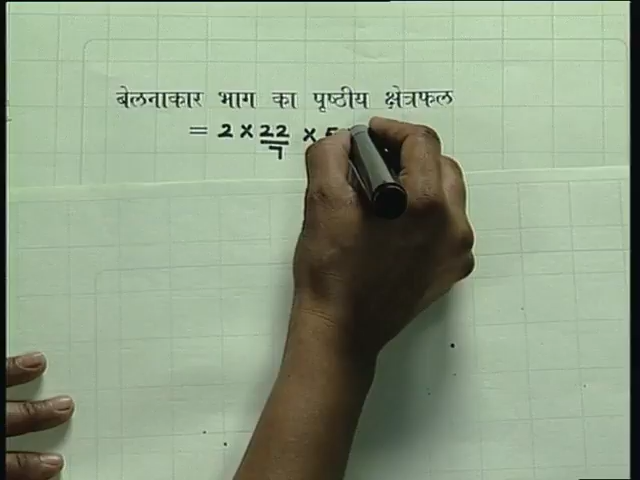 बेलनाकार भाग का पृष्ठीय क्षेत्रफल
= 2 × 22/7 × 5